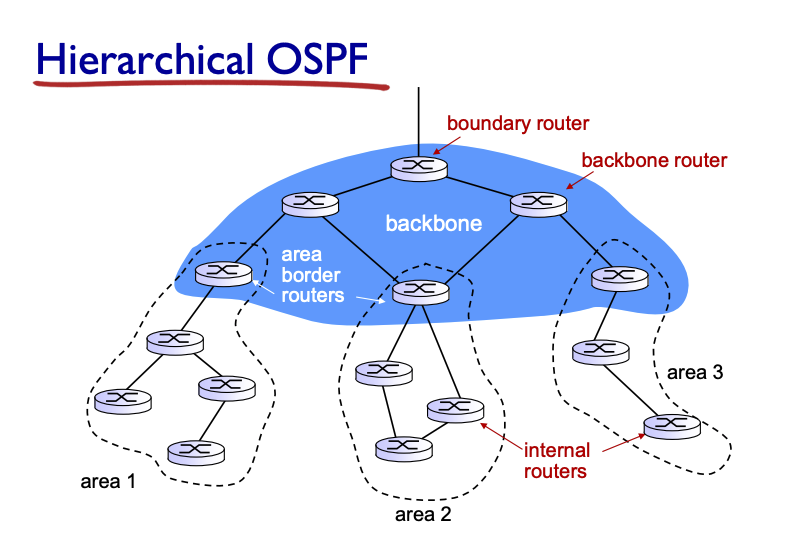 Hierarchical OSPF
boundary router
backbone router
backbone
area
border
routers
area 3
internal
routers
area 1
area 2